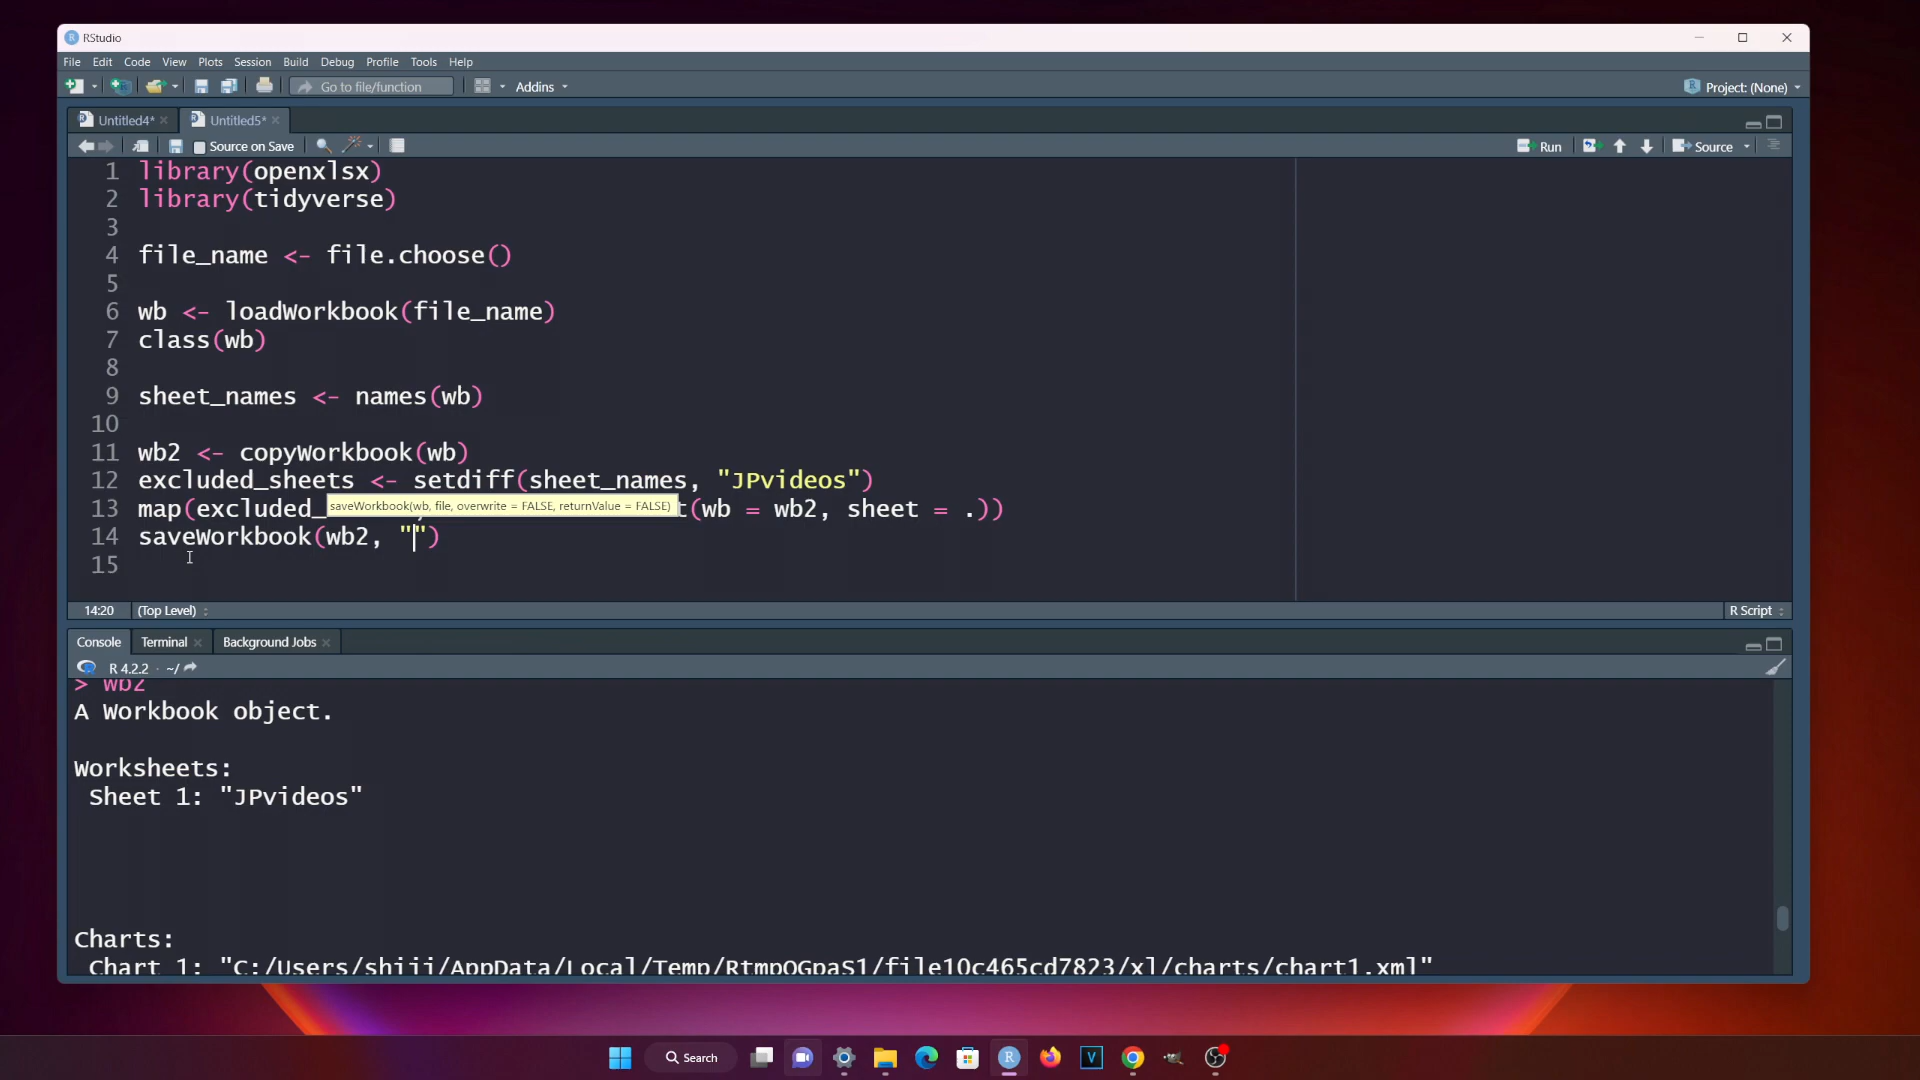 RStudio
File Edit Code View Plots Session Build Debug Profile Tools Help
Go to file/function Addins Project: (None)
Untitled4* Untitled5*
Source on Save Run Source
1 library(openxlsx)
2 library(tidyverse)
3
4 file_name <- file.choose()
5
6 wb <- loadWorkbook(file_name)
7 class(wb)
8
9 sheet_names <- names(wb)
10
11 wb2 <- copyWorkbook(wb)
12 excluded_sheets <- setdiff(sheet_names, "JPvideos")
saveWorkbook(wb, file, overwrite = FALSE, returnValue = FALSE)
13 map(excluded_ t(wb = wb2, sheet = .))
14 saveWorkbook(wb2, "")
15
14:20 (Top Level) R Script
Console Terminal Background Jobs
R 4.2.2 · ~/
> wb2
A Workbook object.
Worksheets:
Sheet 1: "JPvideos"
Charts:
Chart 1: "C:/Users/shiji/AppData/Local/Temp/RtmpOGpaS1/file10c465cd7823/xl/charts/chart1.xml"
Search